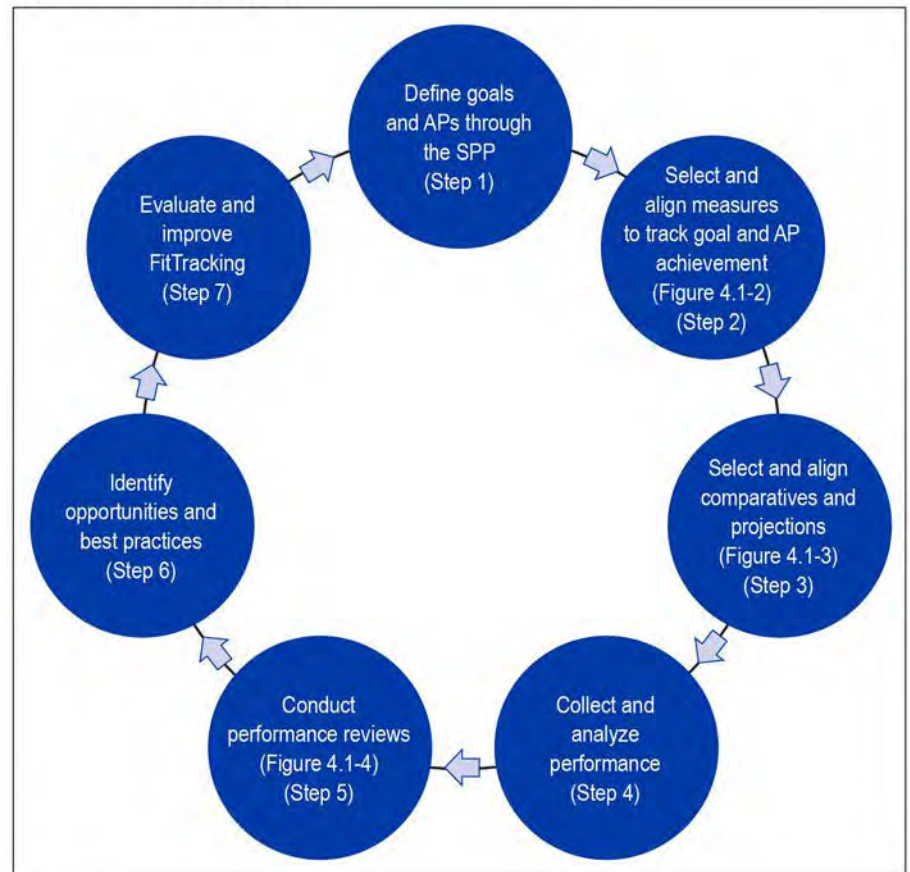 Define goals
and APs through
the SPP
(Step 1)
Select and
align measures
to track goal and AP
achievement
(Figure 4.1-2)
(Step 2)
Select and align
comparatives and
projections
(Figure 4.1-3)
(Step 3)
Collect and
analyze
performance
(Step 4)
Conduct
performance reviews
(Figure 4.1-4)
(Step 5)
Identify
opportunities and
best practices
(Step 6)
Evaluate and
improve
FitTracking
(Step 7)